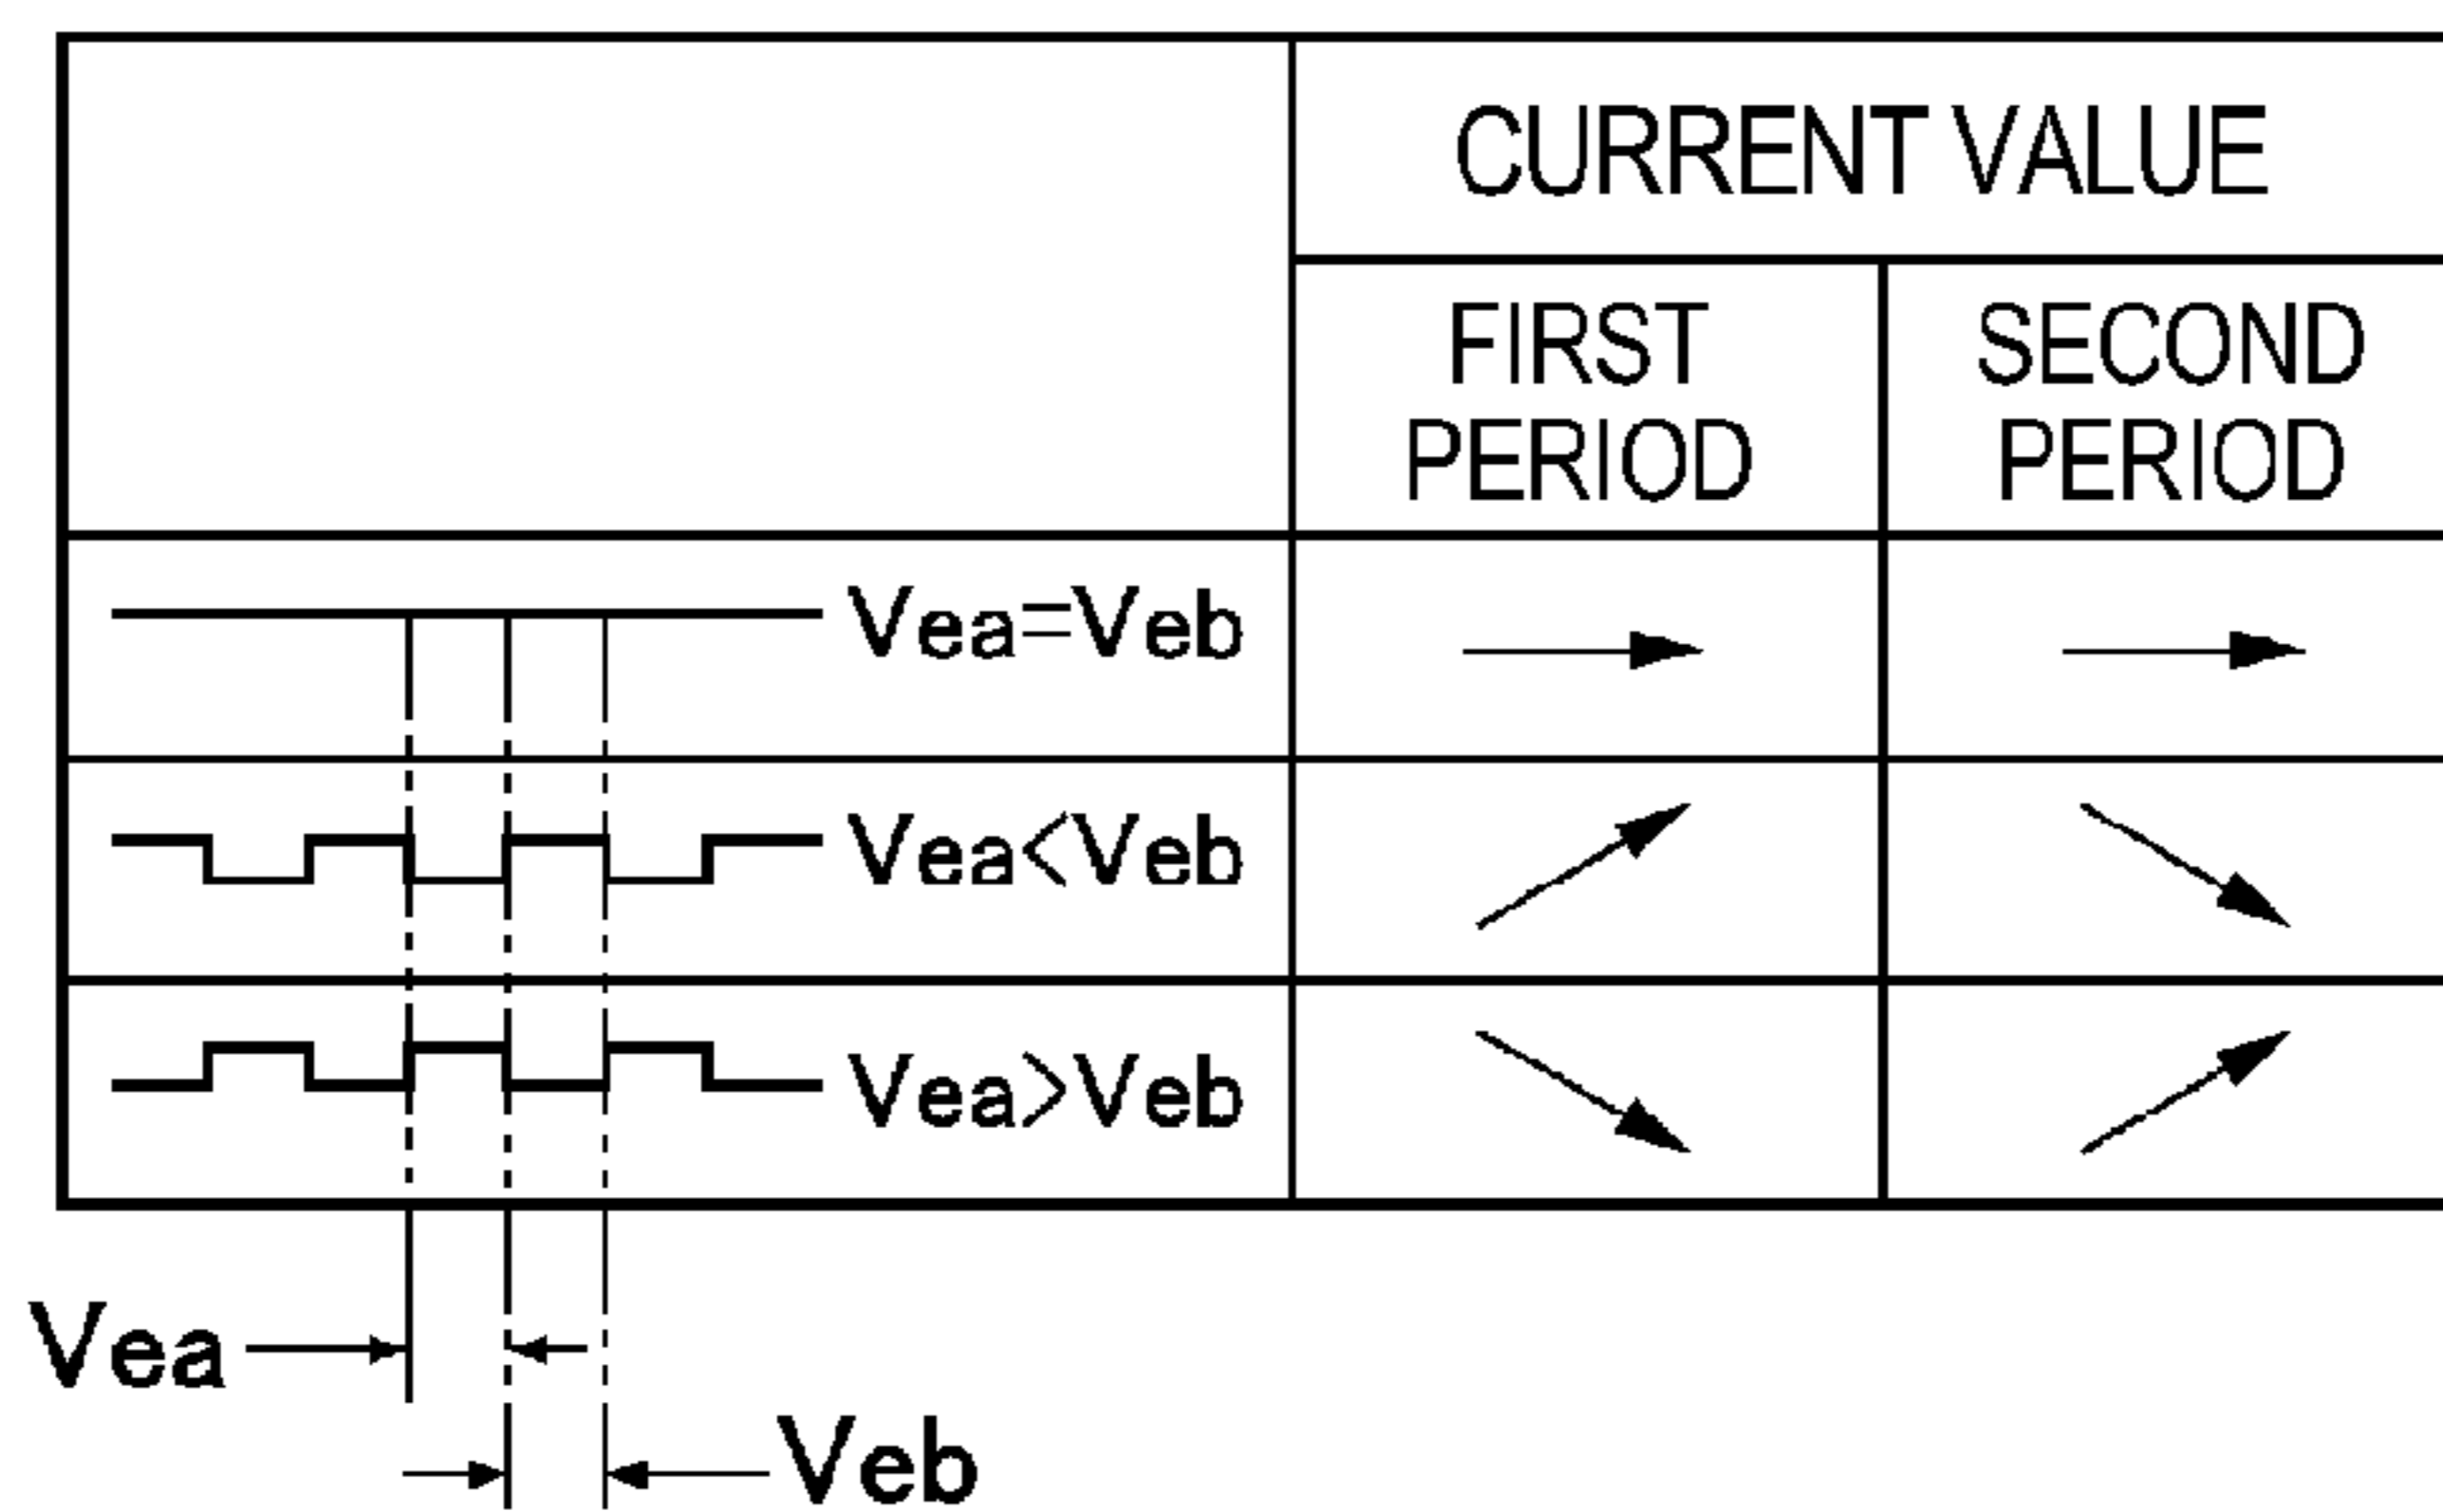 CURRENT VALUE
FIRST
PERIOD
SECOND
PERIOD
Vea=Veb
Vea<Veb
Vea>Veb
Vea
Veb